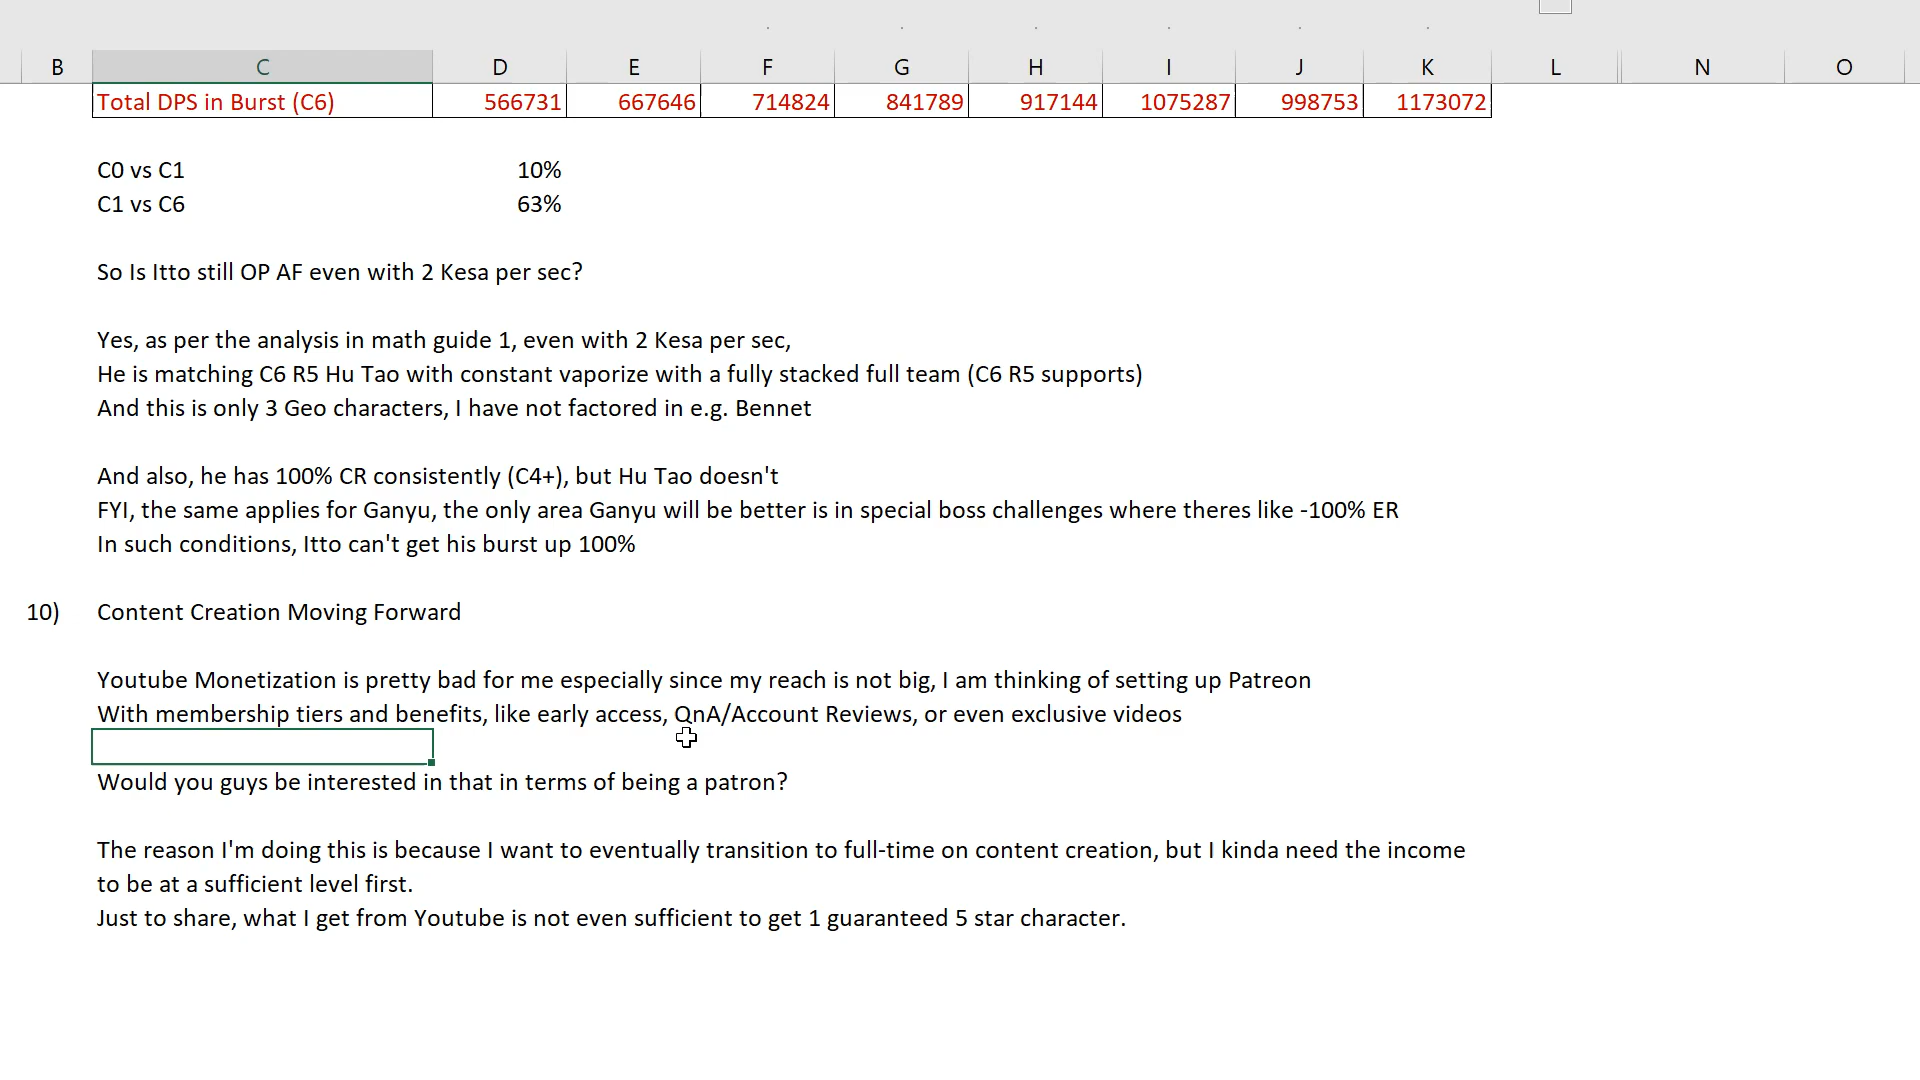 B C D E F G H I J K L N O
Total DPS in Burst (C6) 566731 667646 714824 841789 917144 1075287 998753 1173072
C0 vs C1 10%
C1 vs C6 63%
So Is Itto still OP AF even with 2 Kesa per sec?
Yes, as per the analysis in math guide 1, even with 2 Kesa per sec,
He is matching C6 R5 Hu Tao with constant vaporize with a fully stacked full team (C6 R5 supports)
And this is only 3 Geo characters, I have not factored in e.g. Bennet
And also, he has 100% CR consistently (C4+), but Hu Tao doesn't
FYI, the same applies for Ganyu, the only area Ganyu will be better is in special boss challenges where theres like -100% ER
In such conditions, Itto can't get his burst up 100%
10) Content Creation Moving Forward
Youtube Monetization is pretty bad for me especially since my reach is not big, I am thinking of setting up Patreon
With membership tiers and benefits, like early access, QnA/Account Reviews, or even exclusive videos
Would you guys be interested in that in terms of being a patron?
The reason I'm doing this is because I want to eventually transition to full-time on content creation, but I kinda need the income
to be at a sufficient level first.
Just to share, what I get from Youtube is not even sufficient to get 1 guaranteed 5 star character.